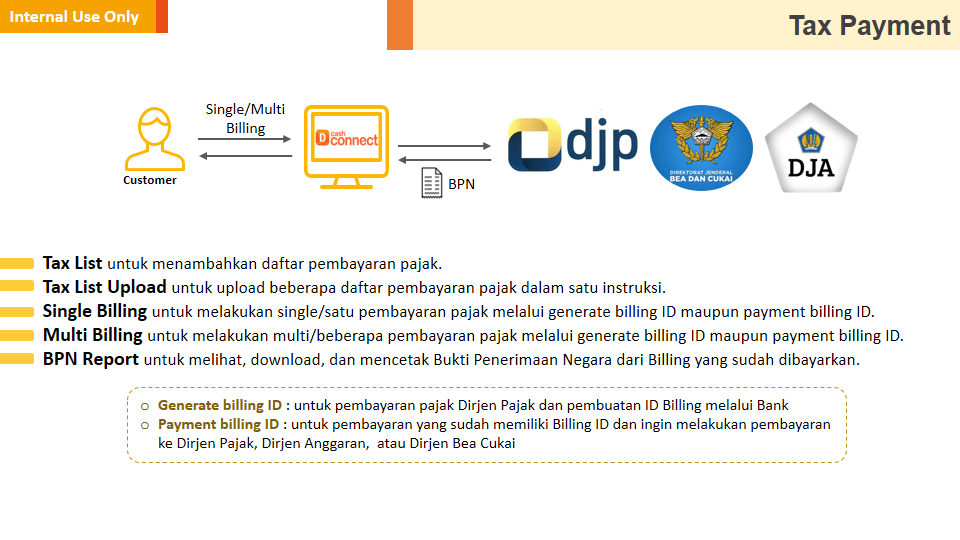 Internal Use Only
Tax Payment
Single/Multi
Billing
Customer
D cash
connect
BPN
djp
DIREKTORAT JENDERAL
BEA DAN CUKAI
DJA
Tax List untuk menambahkan daftar pembayaran pajak.
Tax List Upload untuk upload beberapa daftar pembayaran pajak dalam satu instruksi.
Single Billing untuk melakukan single/satu pembayaran pajak melalui generate billing ID maupun payment billing ID.
Multi Billing untuk melakukan multi/beberapa pembayaran pajak melalui generate billing ID maupun payment billing ID.
BPN Report untuk melihat, download, dan mencetak Bukti Penerimaan Negara dari Billing yang sudah dibayarkan.
o Generate billing ID : untuk pembayaran pajak Dirjen Pajak dan pembuatan ID Billing melalui Bank
o Payment billing ID : untuk pembayaran yang sudah memiliki Billing ID dan ingin melakukan pembayaran
ke Dirjen Pajak, Dirjen Anggaran, atau Dirjen Bea Cukai